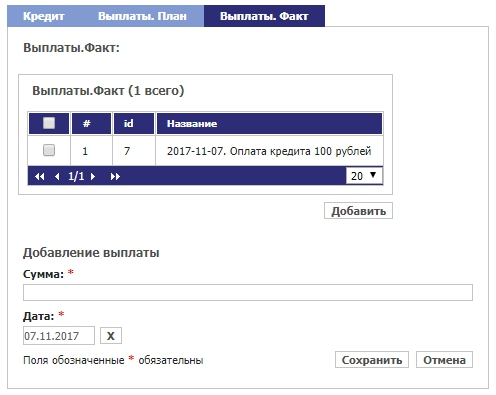 Кредит Выплаты. План Выплаты. Факт
Выплаты.Факт:
Выплаты.Факт (1 всего)
# id Название
1 7 2017-11-07. Оплата кредита 100 рублей
1/1 20
Добавить
Добавление выплаты
Сумма: *
Дата: *
07.11.2017 X
Поля обозначенные * обязательны Сохранить Отмена